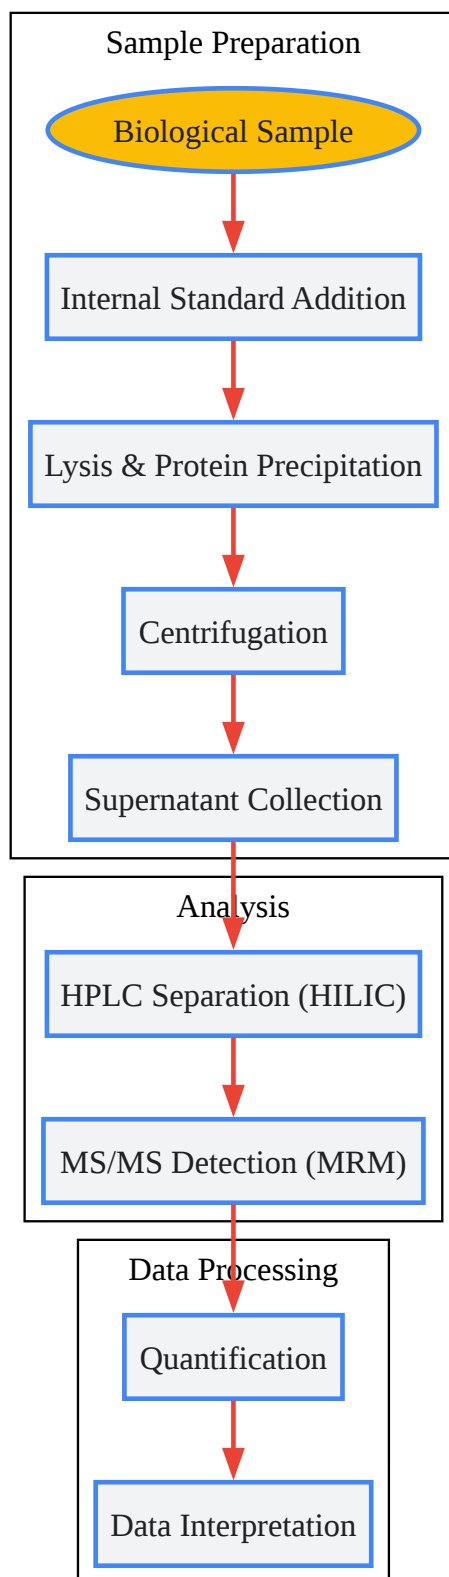 Sample Preparation
Biological Sample
Internal Standard Addition
Lysis & Protein Precipitation
Centrifugation
Supernatant Collection
Analysis
HPLC Separation (HILIC)
MS/MS Detection (MRM)
Data Processing
Quantification
Data Interpretation